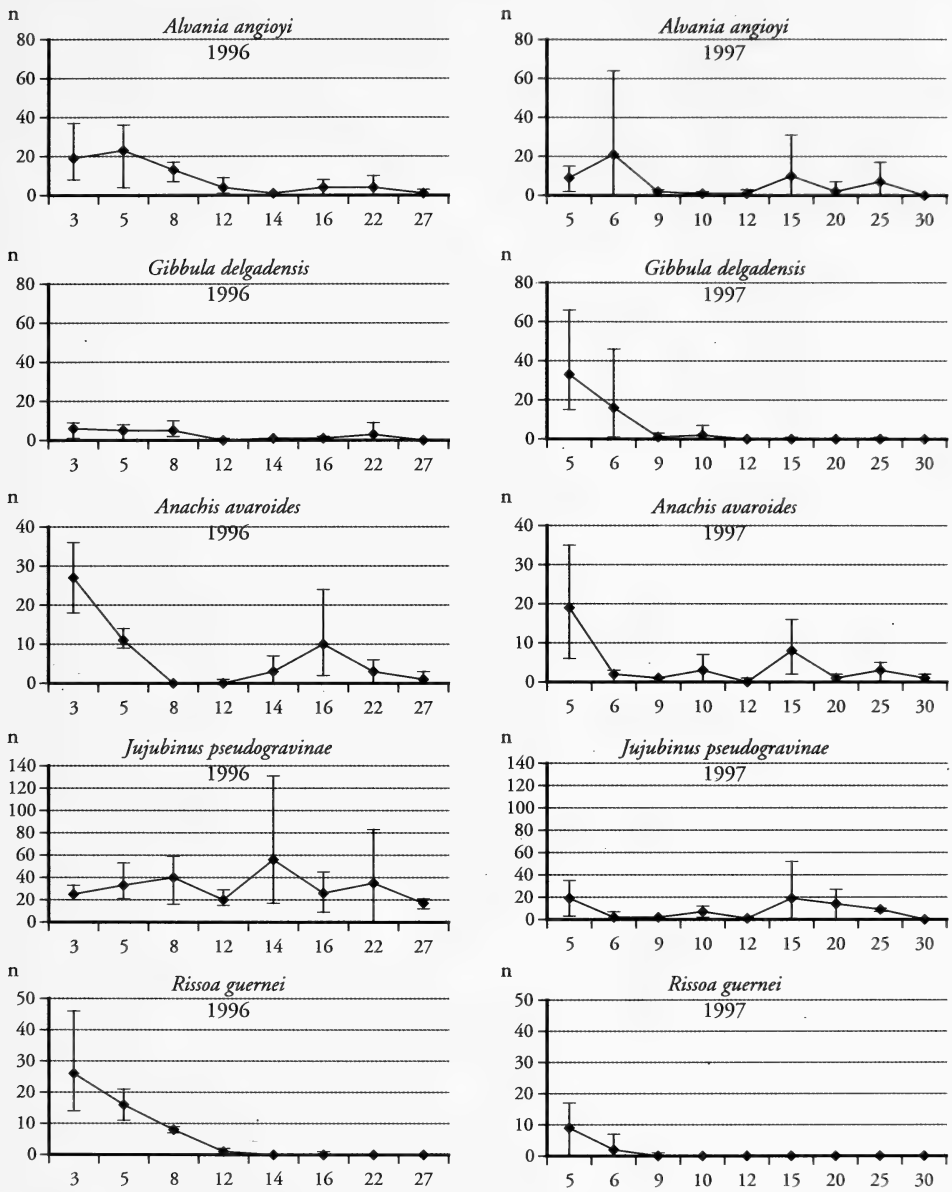 n
Alvania angioyi
1996
80
60
40
20
0
3 5 8 12 14 16 22 27
n
Alvania angioyi
1997
80
60
40
20
0
5 6 9 10 12 15 20 25 30
n
Gibbula delgadensis
1996
80
60
40
20
0
3 5 8 12 14 16 22 27
n
Gibbula delgadensis
1997
80
60
40
20
0
5 6 9 10 12 15 20 25 30
n
Anachis avaroides
1996
40
30
20
10
0
3 5 8 12 14 16 22 27
n
Anachis avaroides
1997
40
30
20
10
0
5 6 9 10 12 15 20 25 30
n
Jujubinus pseudogravinae
1996
140
120
100
80
60
40
20
0
3 5 8 12 14 16 22 27
n
Jujubinus pseudogravinae
1997
140
120
100
80
60
40
20
0
5 6 9 10 12 15 20 25 30
n
Rissoa guernei
1996
50
40
30
20
10
0
3 5 8 12 14 16 22 27
n
Rissoa guernei
1997
50
40
30
20
10
0
5 6 9 10 12 15 20 25 30